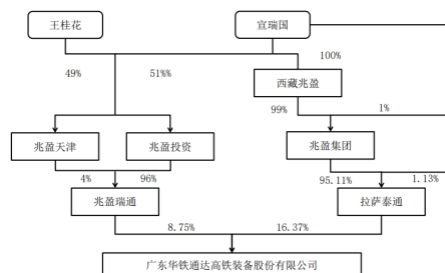 王桂花
宣瑞国
49%
51%%
100%
西藏兆盈
99%
1%
兆盈天津
兆盈投资
兆盈集团
4%
96%
95.11%
1.13%
兆盈瑞通
拉萨泰通
8.75%
16.37%
广东华铁通达高铁装备股份有限公司